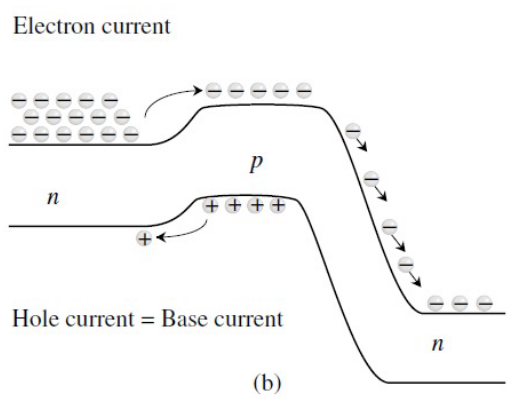 Electron current
p
n
Hole current = Base current
n
(b)